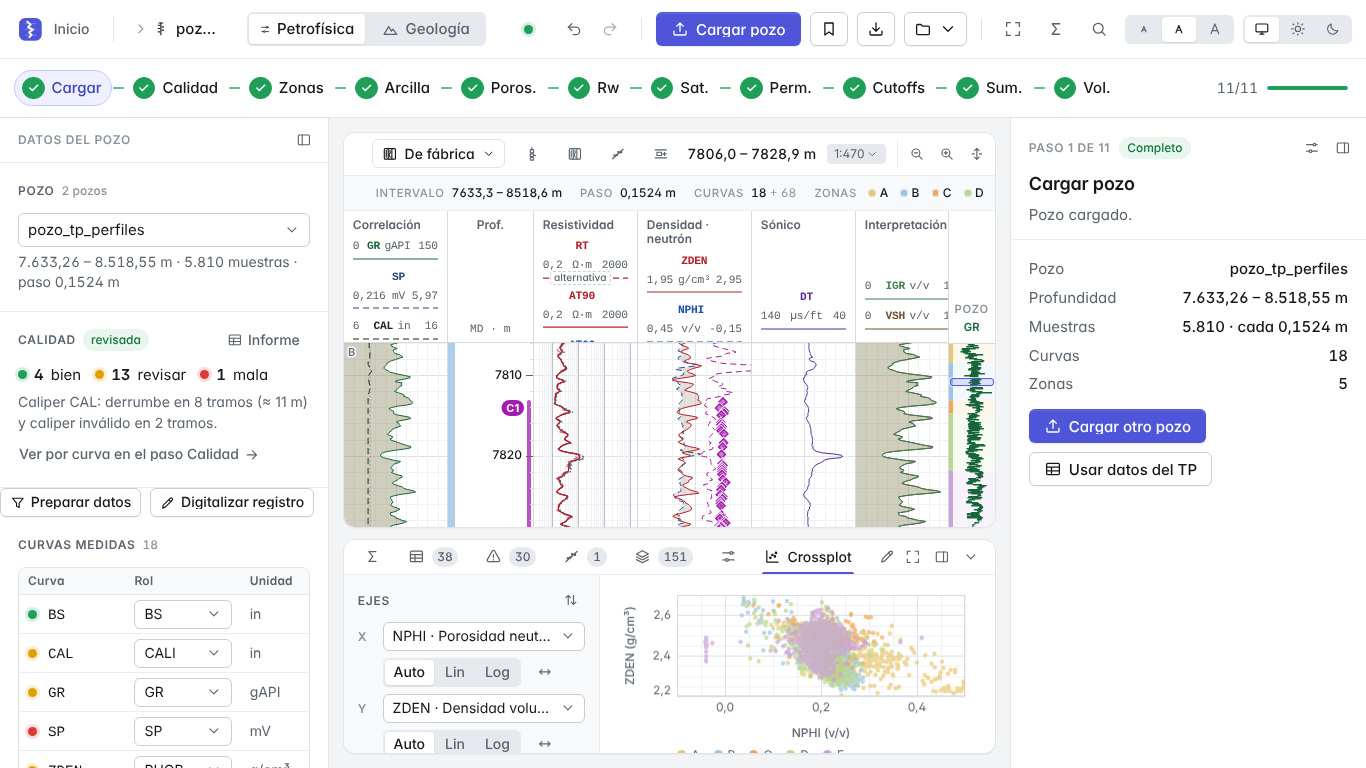 Inicio
poz...
Petrofísica
Geología
Cargar pozo
Σ
A
A
A
Cargar
Calidad
Zonas
Arcilla
Poros.
Rw
Sat.
Perm.
Cutoffs
Sum.
Vol.
11/11
DATOS DEL POZO
POZO 2 pozos
pozo_tp_perfiles
7.633,26 – 8.518,55 m · 5.810 muestras ·
paso 0,1524 m
CALIDAD revisada
Informe
4 bien
13 revisar
1 mala
Caliper CAL: derrumbe en 8 tramos (≈ 11 m)
y caliper inválido en 2 tramos.
Ver por curva en el paso Calidad →
Preparar datos
Digitalizar registro
CURVAS MEDIDAS 18
Curva Rol Unidad
BS BS in
CAL CALI in
GR GR gAPI
SP SP mV
ZDEN RHOB g/cm³
De fábrica
7806,0 – 7828,9 m
1:470
INTERVALO 7633,3 – 8518,6 m
PASO 0,1524 m
CURVAS 18 + 68
ZONAS A B C D
Correlación
0 GR gAPI 150
SP
0,216 mV 5,97
6 CAL in 16
Prof.
MD · m
Resistividad
RT
0,2 Ω·m 2000
alternativa
AT90
0,2 Ω·m 2000
Densidad ·
neutrón
ZDEN
1,95 g/cm³ 2,95
NPHI
0,45 v/v -0,15
Sónico
DT
140 µs/ft 40
Interpretación
0 IGR v/v 1
0 VSH v/v 1
POZO
GR
B
7810
C1
7820
Σ
38
30
1
151
Crossplot
EJES
X
NPHI · Porosidad neut...
Auto Lin Log
Y
ZDEN · Densidad volu...
Auto Lin Log
ZDEN (g/cm³)
2,6
2,4
2,2
0,0 0,2 0,4
NPHI (v/v)
PASO 1 DE 11
Completo
Cargar pozo
Pozo cargado.
Pozo pozo_tp_perfiles
Profundidad 7.633,26 – 8.518,55 m
Muestras 5.810 · cada 0,1524 m
Curvas 18
Zonas 5
Cargar otro pozo
Usar datos del TP